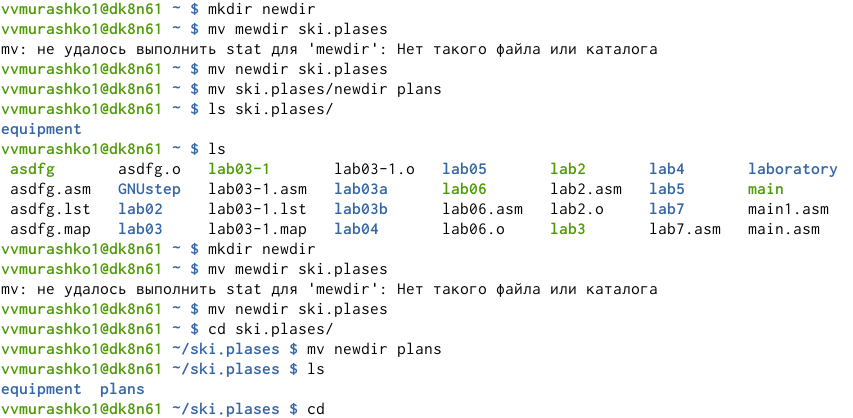 vvmurashko1@dk8n61 ~ $ mkdir newdir
vvmurashko1@dk8n61 ~ $ mv mewdir ski.plases
mv: не удалось выполнить stat для 'mewdir': Нет такого файла или каталога
vvmurashko1@dk8n61 ~ $ mv newdir ski.plases
vvmurashko1@dk8n61 ~ $ mv ski.plases/newdir plans
vvmurashko1@dk8n61 ~ $ ls ski.plases/
equipment
vvmurashko1@dk8n61 ~ $ ls
asdfg asdfg.o lab03-1 lab03-1.o lab05 lab2 lab4 laboratory
asdfg.asm GNUstep lab03-1.asm lab03a lab06 lab2.asm lab5 main
asdfg.lst lab02 lab03-1.lst lab03b lab06.asm lab2.o lab7 main1.asm
asdfg.map lab03 lab03-1.map lab04 lab06.o lab3 lab7.asm main.asm
vvmurashko1@dk8n61 ~ $ mkdir newdir
vvmurashko1@dk8n61 ~ $ mv mewdir ski.plases
mv: не удалось выполнить stat для 'mewdir': Нет такого файла или каталога
vvmurashko1@dk8n61 ~ $ mv newdir ski.plases
vvmurashko1@dk8n61 ~ $ cd ski.plases/
vvmurashko1@dk8n61 ~/ski.plases $ mv newdir plans
vvmurashko1@dk8n61 ~/ski.plases $ ls
equipment plans
vvmurashko1@dk8n61 ~/ski.plases $ cd